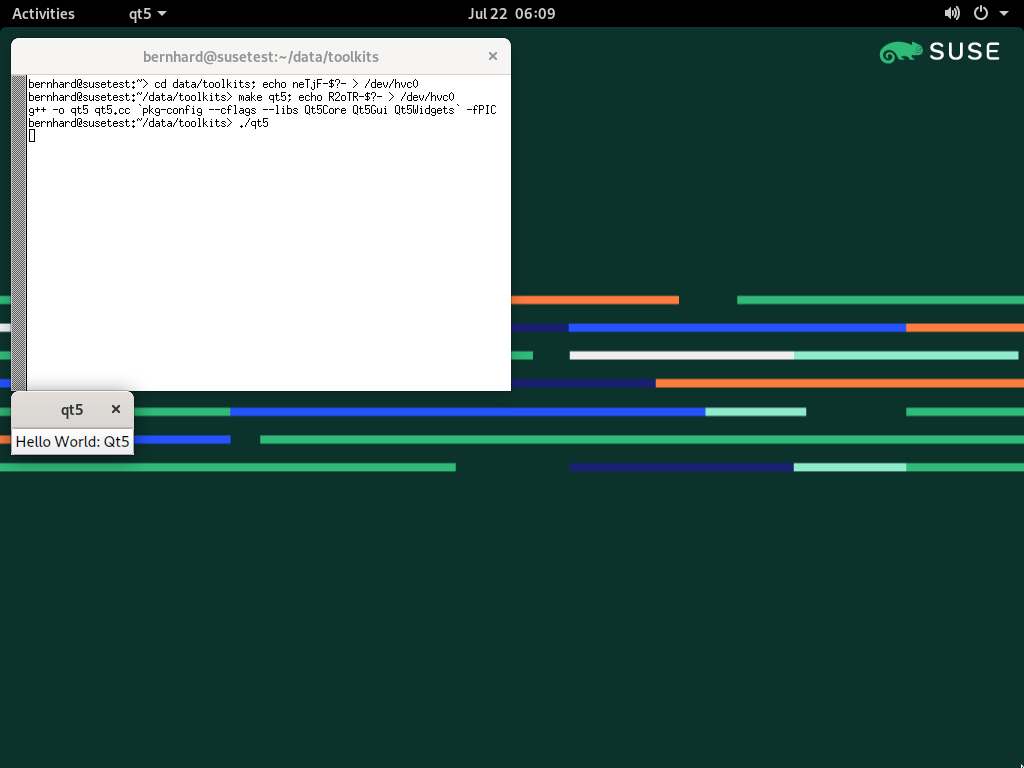 Activities qt5 Jul 22 06:09
SUSE
bernhard@susetest:~/data/toolkits
bernhard@susetest:~> cd data/toolkits; echo neTjF-$?- > /dev/hvc0
bernhard@susetest:~/data/toolkits> make qt5; echo R2oTR-$?- > /dev/hvc0
g++ -o qt5 qt5.cc `pkg-config --cflags --libs Qt5Core Qt5Gui Qt5Widgets` -fPIC
bernhard@susetest:~/data/toolkits> ./qt5
qt5
Hello World: Qt5